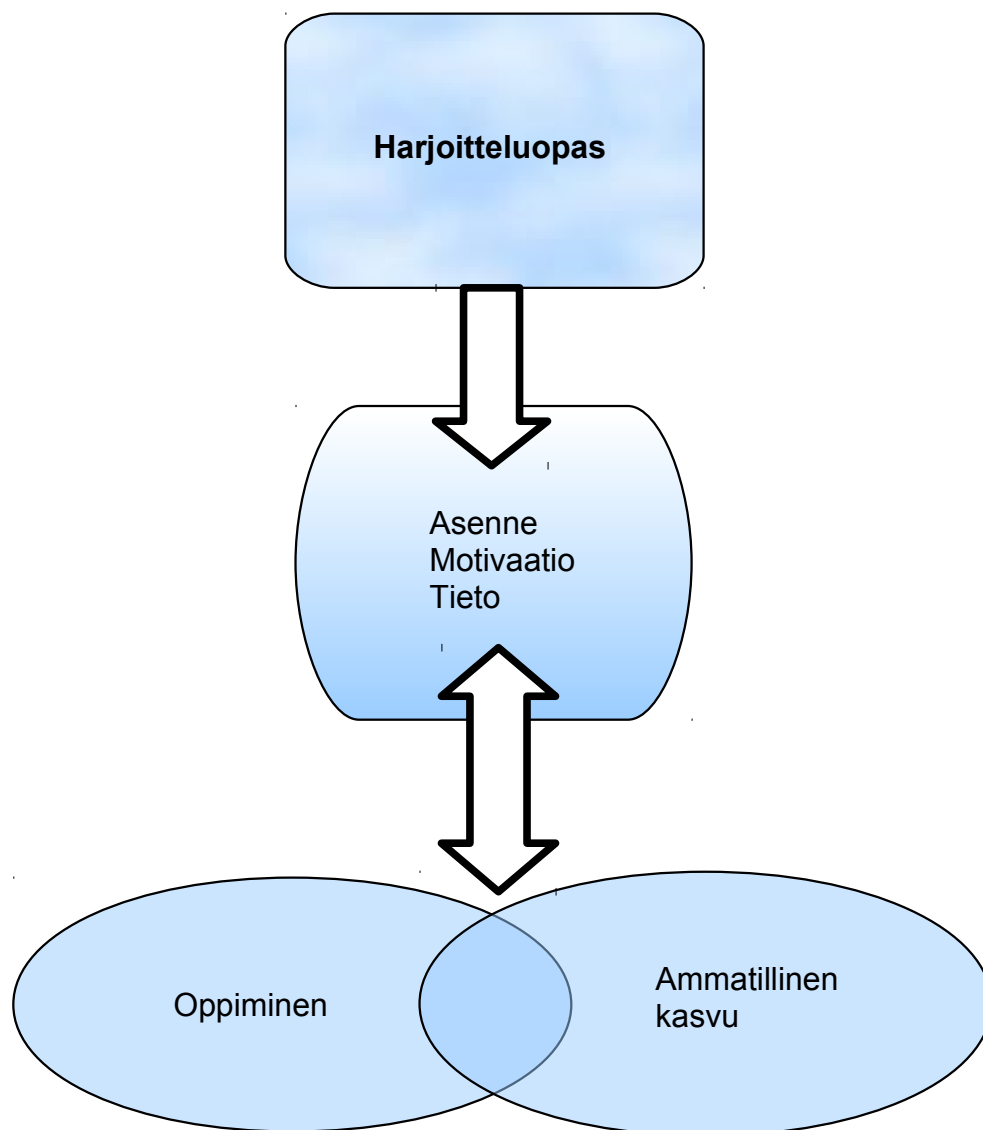 Harjoitteluopas
Asenne
Motivaatio
Tieto
Oppiminen
Ammatillinen
kasvu